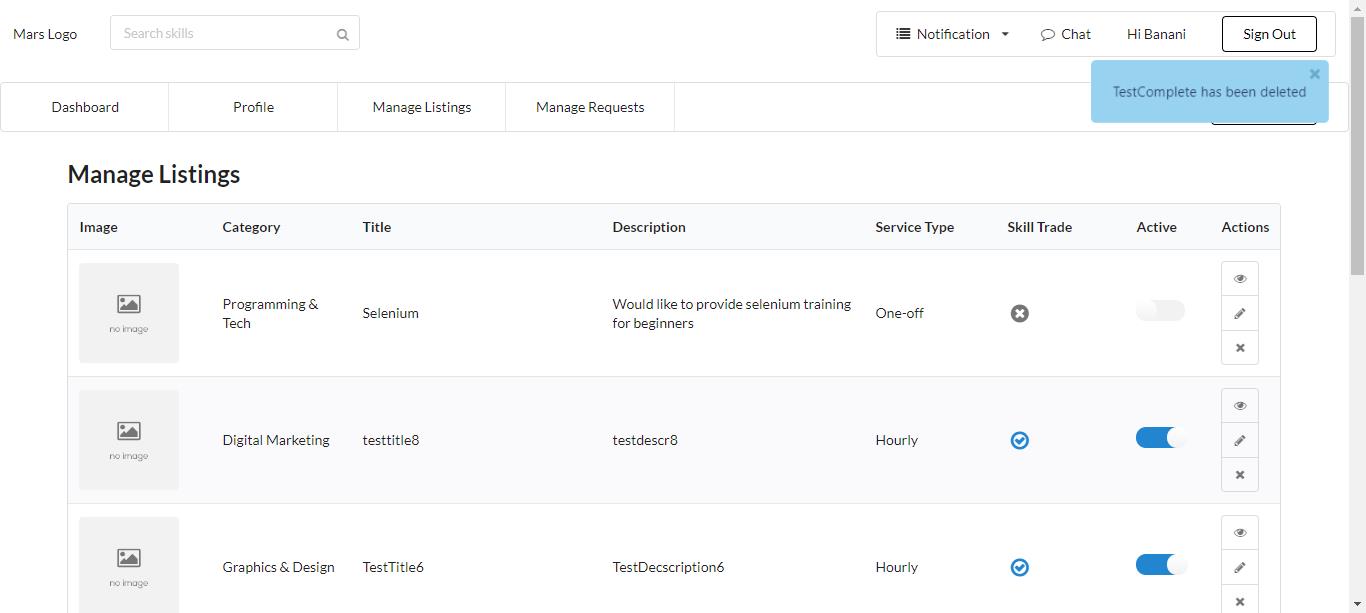 Mars Logo
Search skills
Notification
Chat
Hi Banani
Sign Out
TestComplete has been deleted
Dashboard
Profile
Manage Listings
Manage Requests
Manage Listings
Image Category Title Description Service Type Skill Trade Active Actions
no image
Programming &
Tech
Selenium
Would like to provide selenium training
for beginners
One-off
no image
Digital Marketing
testtitle8
testdescr8
Hourly
no image
Graphics & Design
TestTitle6
TestDecscription6
Hourly